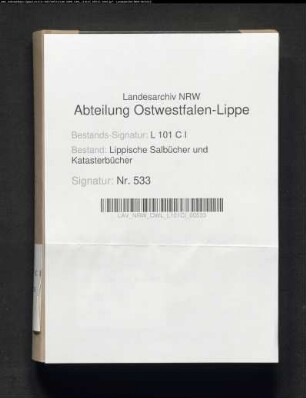 Landesarchiv NRW
Abteilung Ostwestfalen-Lippe
Bestands-Signatur: L 101 C I
Bestand: Lippische Salbücher und
Katasterbücher
Signatur: Nr. 533